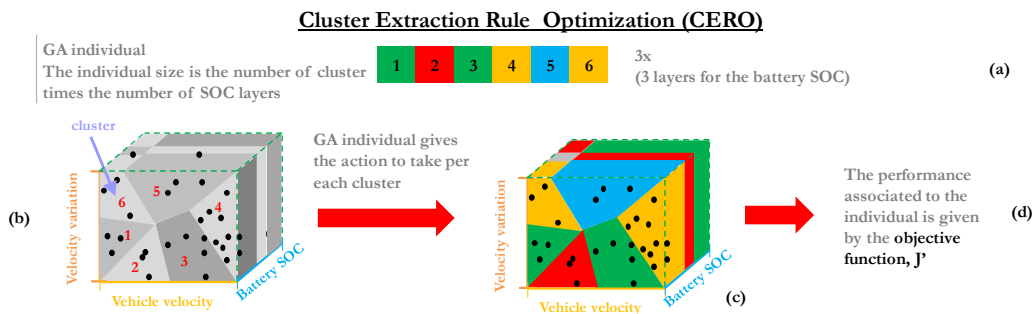 Cluster Extraction Rule Optimization (CERO)
GA individual
The individual size is the number of cluster
times the number of SOC layers
1 2 3 4 5 6
3x
(3 layers for the battery SOC)
(a)
cluster
GA individual gives
the action to take per
each cluster
Velocity variation
6
5
4
1
2
3
Battery SOC
Vehicle velocity
(b)
Velocity variation
Battery SOC
Vehicle velocity
(c)
The performance
associated to the
individual is given
by the objective
function, J’
(d)